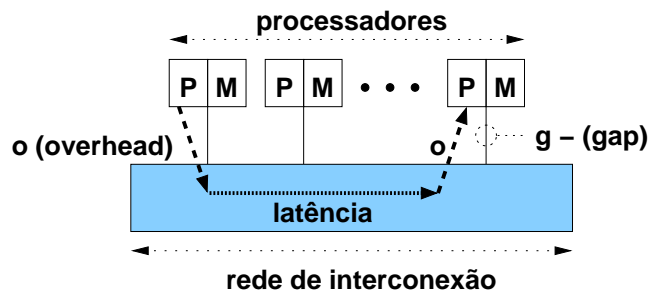 processadores
P M P M • • • P M
o (overhead) o g – (gap)
latência
rede de interconexão